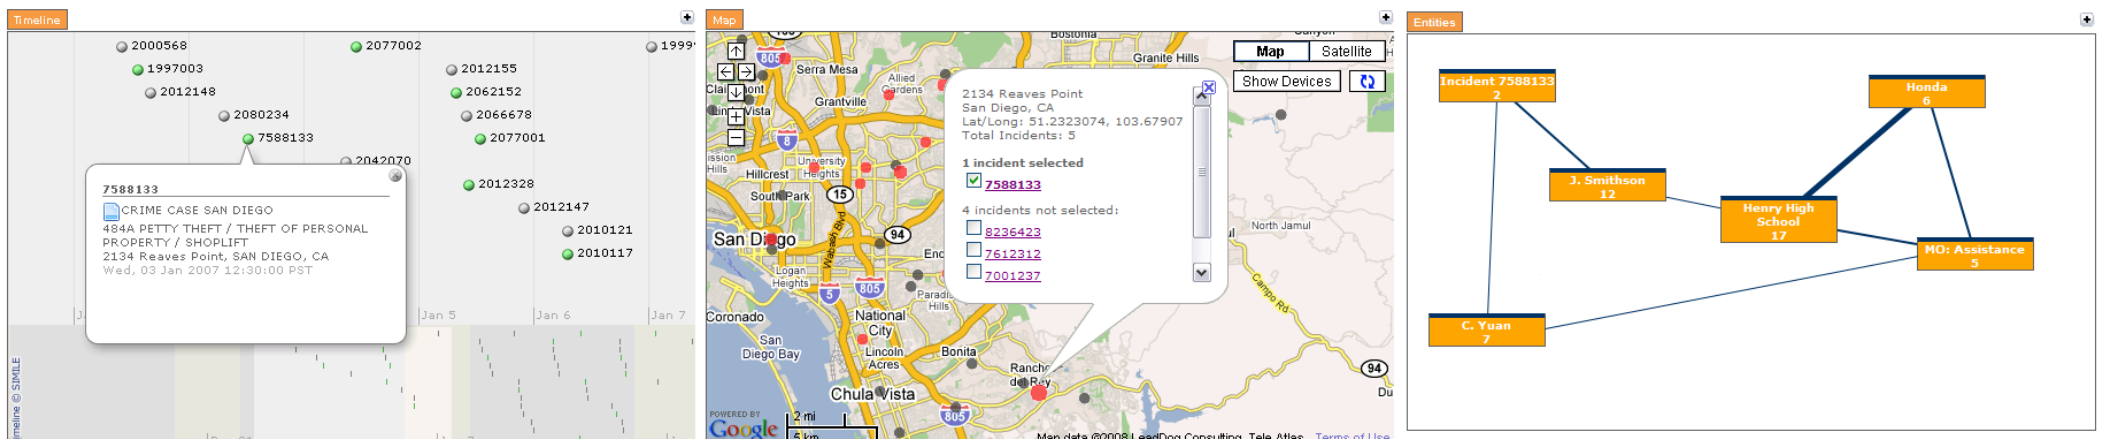 Timeline
2000568
2077002
1999
1997003
2012155
2012148
2062152
2080234
2066678
7588133
2077001
2042070
2012328
2012147
2010121
2010117
7588133
CRIME CASE SAN DIEGO
484A PETTY THEFT / THEFT OF PERSONAL
PROPERTY / SHOPLIFT
2134 Reaves Point, SAN DIEGO, CA
Wed, 03 Jan 2007 12:30:00 PST
Jan 5
Jan 6
Jan 7
Timeline © SIMILE
Map
Map
Satellite
Show Devices
Bostonia
Granite Hills
Serra Mesa
Allied
Gardens
Grantville
Vista
University
Heights
Hillcrest
South Park
San Diego
Logan
Heights
Wabash Blvd
National
City
Coronado
San
Diego Bay
Lincoln
Acres
Bonita
Chula Vista
Rancho
del Rey
North Jamul
Campo Rd
805
8
15
94
5
805
94
805
2134 Reaves Point
San Diego, CA
Lat/Long: 51.2323074, 103.67907
Total Incidents: 5
1 incident selected
7588133
4 incidents not selected:
8236423
7612312
7001237
POWERED BY
Google
2 mi
5 km
Map data ©2008 LeadDog Consulting, Tele Atlas
Terms of Use
Entities
Incident 7588133
2
Honda
6
J. Smithson
12
Henry High
School
17
MO: Assistance
5
C. Yuan
7